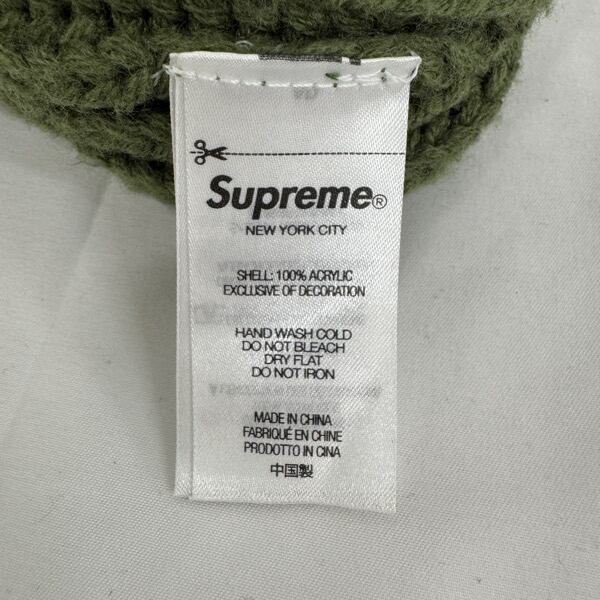 Supreme®
NEW YORK CITY
SHELL: 100% ACRYLIC
EXCLUSIVE OF DECORATION
HAND WASH COLD
DO NOT BLEACH
DRY FLAT
DO NOT IRON
MADE IN CHINA
FABRIQUÉ EN CHINE
PRODOTTO IN CINA
中国製